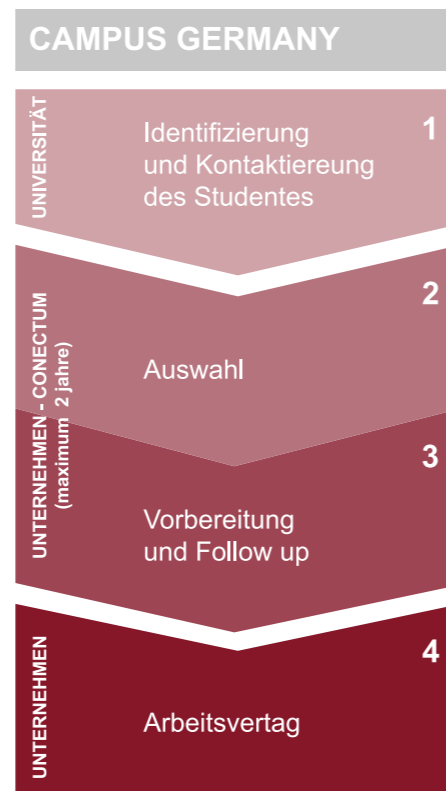 CAMPUS GERMANY
UNIVERSITÄT
Identifizierung
und Kontaktiereung
des Studentes
1
UNTERNEHMEN - CONECTUM
(maximum 2 jahre)
2
Auswahl
3
Vorbereitung
und Follow up
UNTERNEHMEN
4
Arbeitsvertag